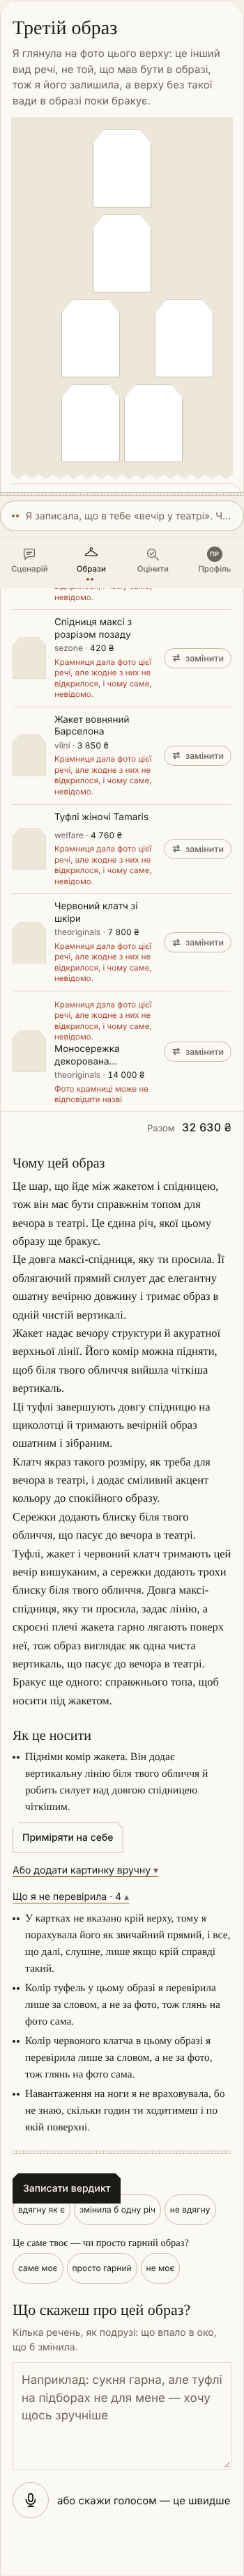 Третій образ
Я глянула на фото цього верху: це інший
вид речі, не той, що мав бути в образі,
тож я його залишила, а верху без такої
вади в образі поки бракує.
Я записала, що в тебе «вечір у театрі». Ч…
Сценарій
Образи
Оцінити
ПР
Профіль
невідомо.
Спідниця максі з
розрізом позаду
sezone · 420 ₴
Крамниця дала фото цієї
речі, але жодне з них не
відкрилося, і чому саме,
невідомо.
замінити
Жакет вовняний
Барселона
vilni · 3 850 ₴
Крамниця дала фото цієї
речі, але жодне з них не
відкрилося, і чому саме,
невідомо.
замінити
Туфлі жіночі Tamaris
welfare · 4 760 ₴
Крамниця дала фото цієї
речі, але жодне з них не
відкрилося, і чому саме,
невідомо.
замінити
Червоний клатч зі
шкіри
theoriginals · 7 800 ₴
Крамниця дала фото цієї
речі, але жодне з них не
відкрилося, і чому саме,
невідомо.
замінити
Крамниця дала фото цієї
речі, але жодне з них не
відкрилося, і чому саме,
невідомо.
Моносережка
декорована…
theoriginals · 14 000 ₴
Фото крамниці може не
відповідати назві
замінити
Разом 32 630 ₴
Чому цей образ
Це шар, що йде між жакетом і спідницею,
тож він має бути справжнім топом для
вечора в театрі. Це єдина річ, якої цьому
образу ще бракує.
Це довга максі-спідниця, яку ти просила. Її
облягаючий прямий силует дає елегантну
ошатну вечірню довжину і тримає образ в
одній чистій вертикалі.
Жакет надає вечору структури й акуратної
верхньої лінії. Його комір можна підняти,
щоб біля твого обличчя вийшла чіткіша
вертикаль.
Ці туфлі завершують довгу спідницю на
щиколотці й тримають вечірній образ
ошатним і зібраним.
Клатч якраз такого розміру, як треба для
вечора в театрі, і додає сміливий акцент
кольору до спокійного образу.
Сережки додають блиску біля твого
обличчя, що пасує до вечора в театрі.
Туфлі, жакет і червоний клатч тримають цей
вечір вишуканим, а сережки додають трохи
блиску біля твого обличчя. Довга максі-
спідниця, яку ти просила, задає лінію, а
скроєні плечі жакета гарно лягають поверх
неї, тож образ виглядає як одна чиста
вертикаль, що пасує до вечора в театрі.
Бракує ще одного: справжнього топа, щоб
носити під жакетом.
Як це носити
Підніми комір жакета. Він додає
вертикальну лінію біля твого обличчя й
робить силует над довгою спідницею
чіткішим.
Приміряти на себе
Або додати картинку вручну ▾
Що я не перевірила · 4 ▴
У картках не вказано крій верху, тому я
порахувала його як звичайний прямий, і все,
що далі, слушне, лише якщо крій справді
такий.
Колір туфель у цьому образі я перевірила
лише за словом, а не за фото, тож глянь на
фото сама.
Колір червоного клатча в цьому образі я
перевірила лише за словом, а не за фото,
тож глянь на фото сама.
Навантаження на ноги я не враховувала, бо
не знаю, скільки годин ти ходитимеш і по
якій поверхні.
Записати вердикт
вдягну як є
змінила б одну річ
не вдягну
Це саме твоє — чи просто гарний образ?
саме моє
просто гарний
не моє
Що скажеш про цей образ?
Кілька речень, як подрузі: що впало в око,
що б змінила.
Наприклад: сукня гарна, але туфлі
на підборах не для мене — хочу
щось зручніше
або скажи голосом — це швидше